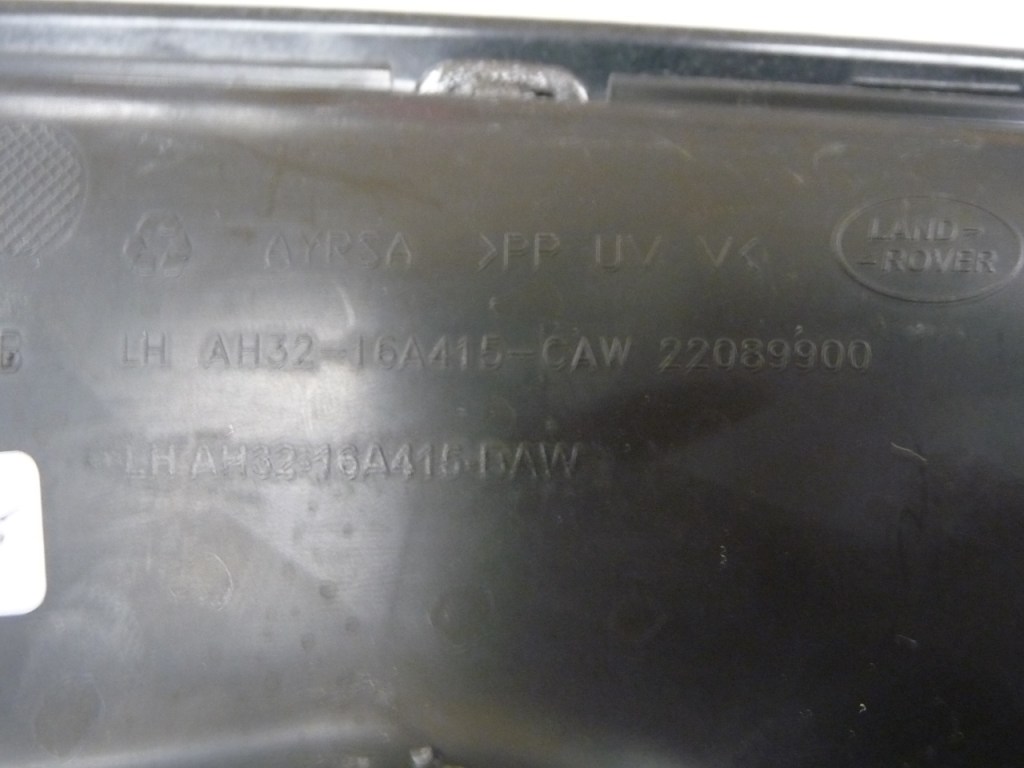 AYRSA >PP UV V<
LAND-
-ROVER
LH AH32-16A415-CAW 22089900
LH AH32-16A415-BAW